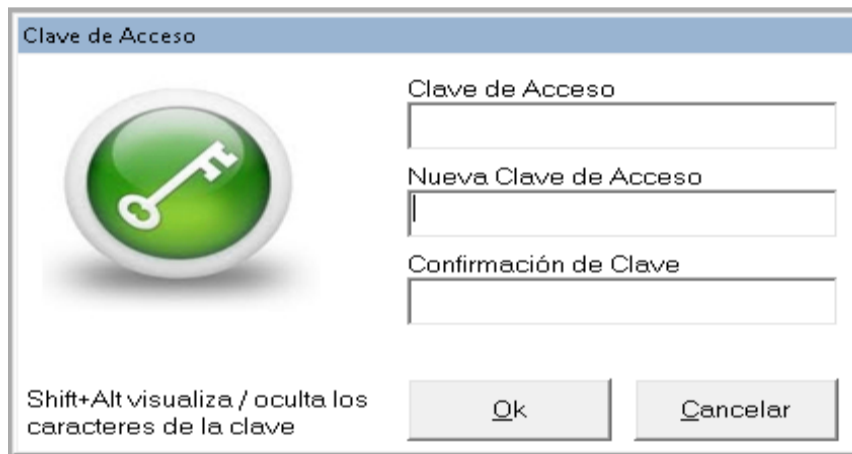 Clave de Acceso
Clave de Acceso
Nueva Clave de Acceso
Confirmación de Clave
Shift+Alt visualiza / oculta los
caracteres de la clave
Ok
Cancelar